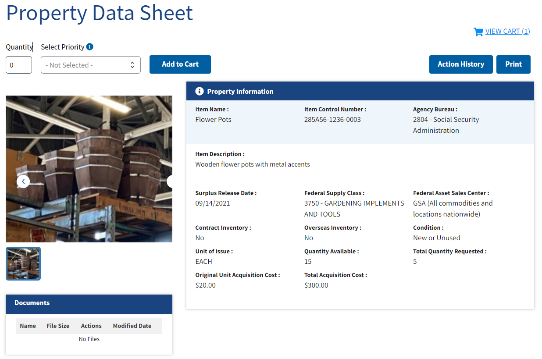 Property Data Sheet
VIEW CART (1)
Quantity Select Priority
0 - Not Selected - Add to Cart Action History Print
Property Information
Item Name : Item Control Number : Agency Bureau :
Flower Pots 285A56-1236-0003 2804 - Social Security
Administration
Item Description :
Wooden flower pots with metal accents
Surplus Release Date : Federal Supply Class : Federal Asset Sales Center :
09/14/2021 3750 - GARDENING IMPLEMENTS GSA (All commodities and
AND TOOLS locations nationwide)
Contract Inventory : Overseas Inventory : Condition :
No No New or Unused
Unit of Issue : Quantity Available : Total Quantity Requested :
EACH 15 5
Original Unit Acquisition Cost : Total Acquisition Cost :
$20.00 $300.00
Documents
Name File Size Actions Modified Date
No Files